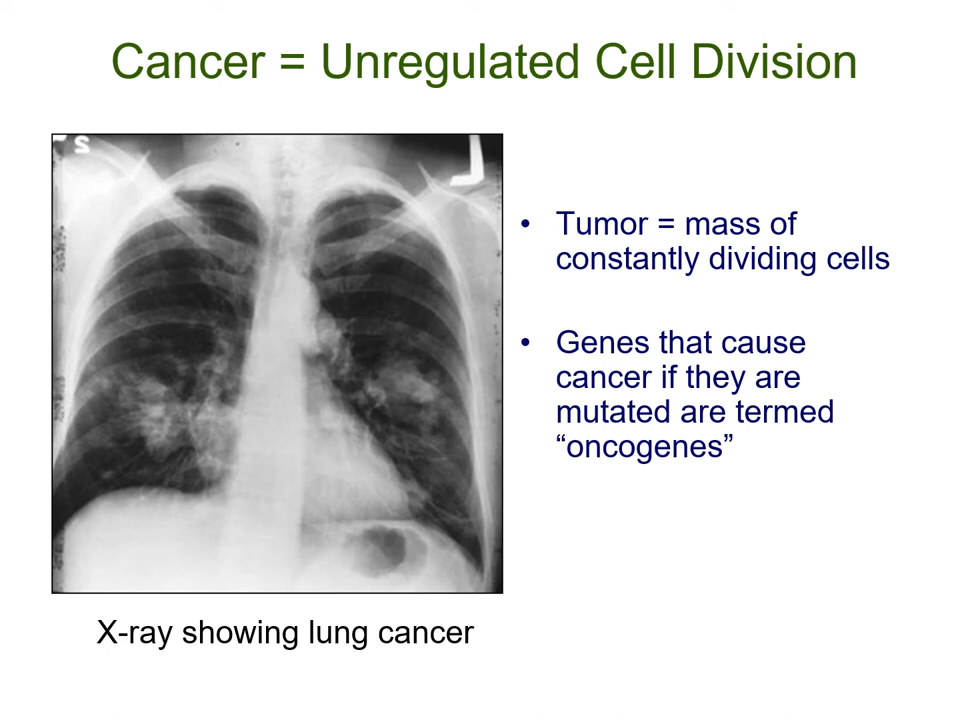 Cancer = Unregulated Cell Division
S
L
• Tumor = mass of
constantly dividing cells
• Genes that cause
cancer if they are
mutated are termed
“oncogenes”
X-ray showing lung cancer